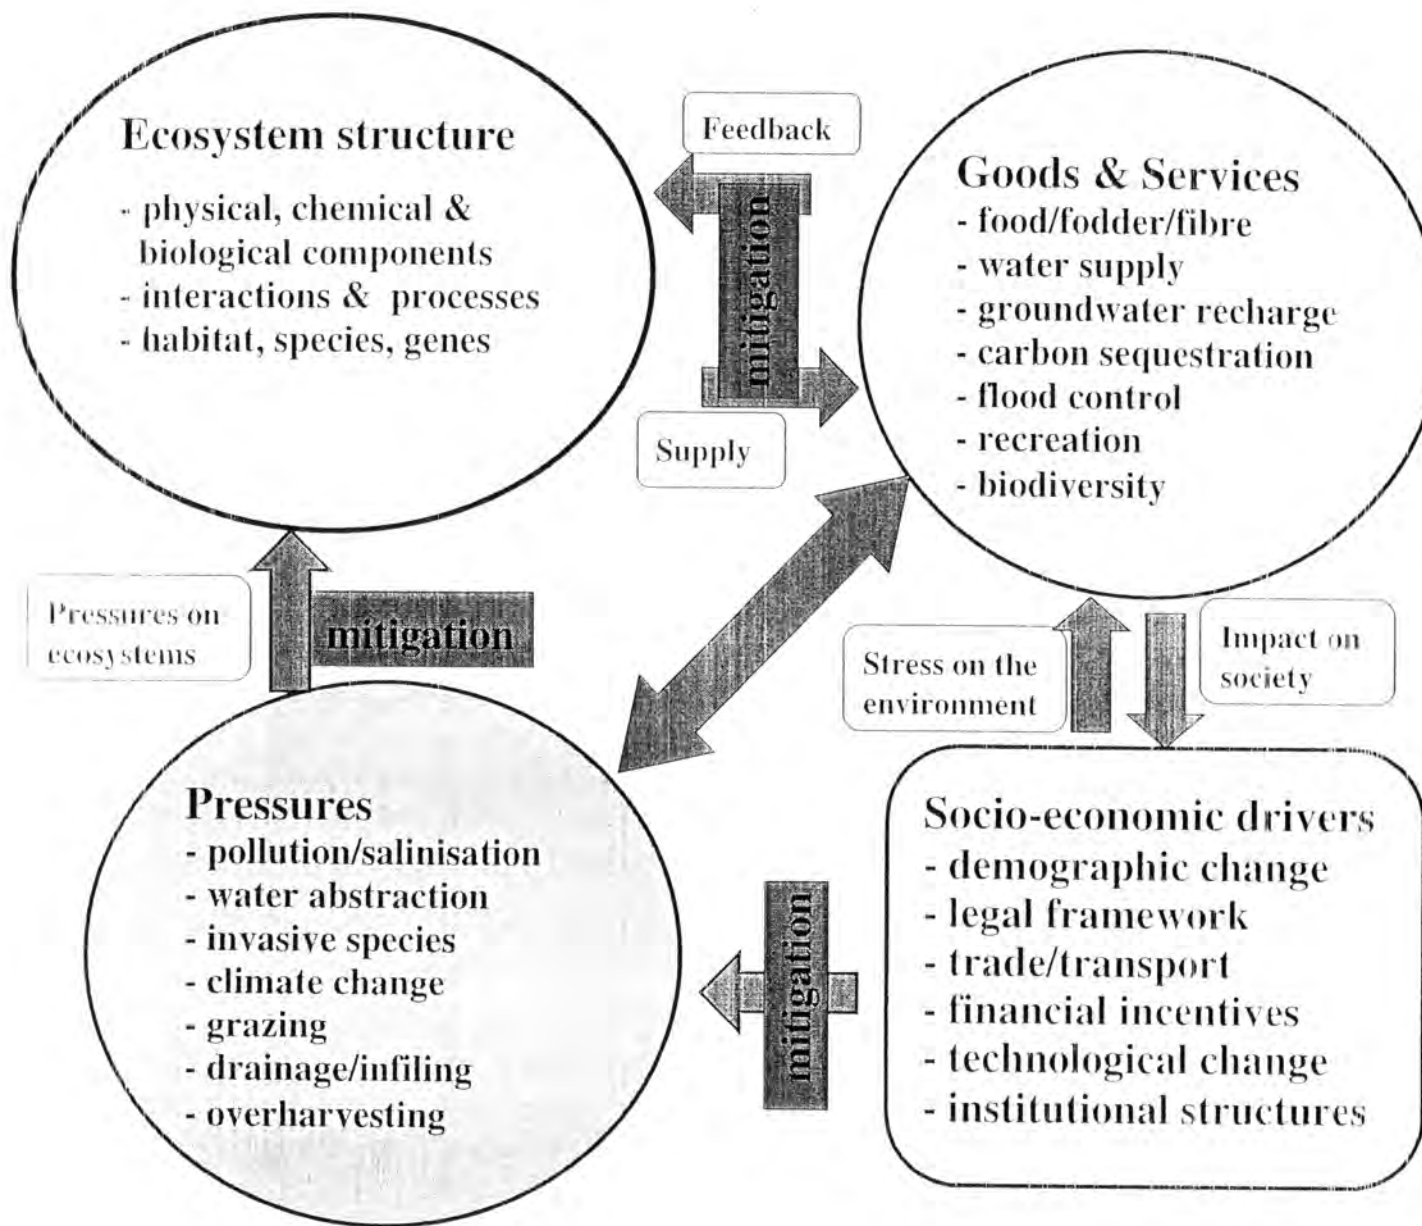 Ecosystem structure
- physical, chemical &
biological components
- interactions & processes
- habitat, species, genes
Feedback
mitigation
Supply
Goods & Services
- food/fodder/fibre
- water supply
- groundwater recharge
- carbon sequestration
- flood control
- recreation
- biodiversity
Pressures on
ecosystems
mitigation
Stress on the
environment
Impact on
society
Pressures
- pollution/salinisation
- water abstraction
- invasive species
- climate change
- grazing
- drainage/infiling
- overharvesting
mitigation
Socio-economic drivers
- demographic change
- legal framework
- trade/transport
- financial incentives
- technological change
- institutional structures